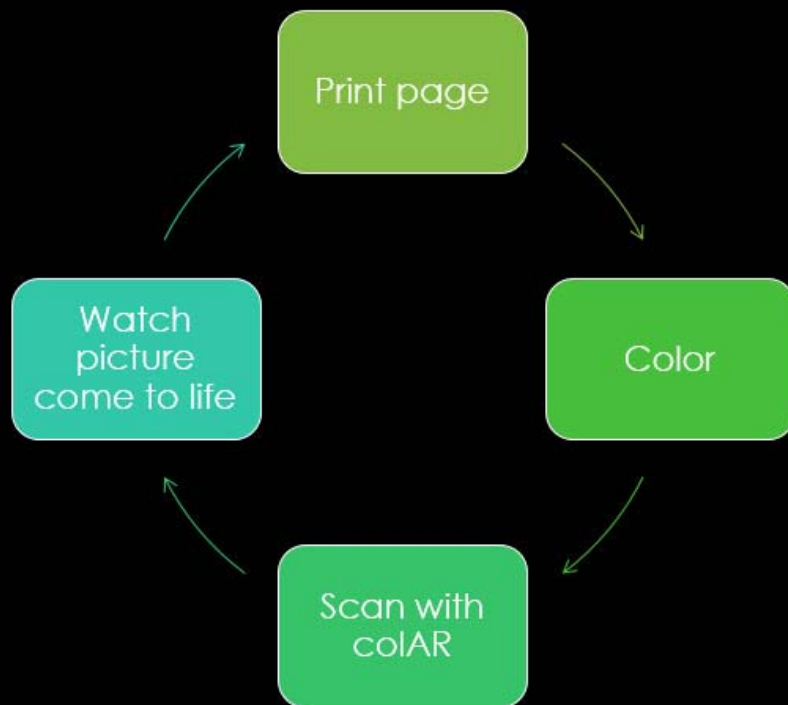 Print page
Color
Scan with
colAR
Watch
picture
come to life